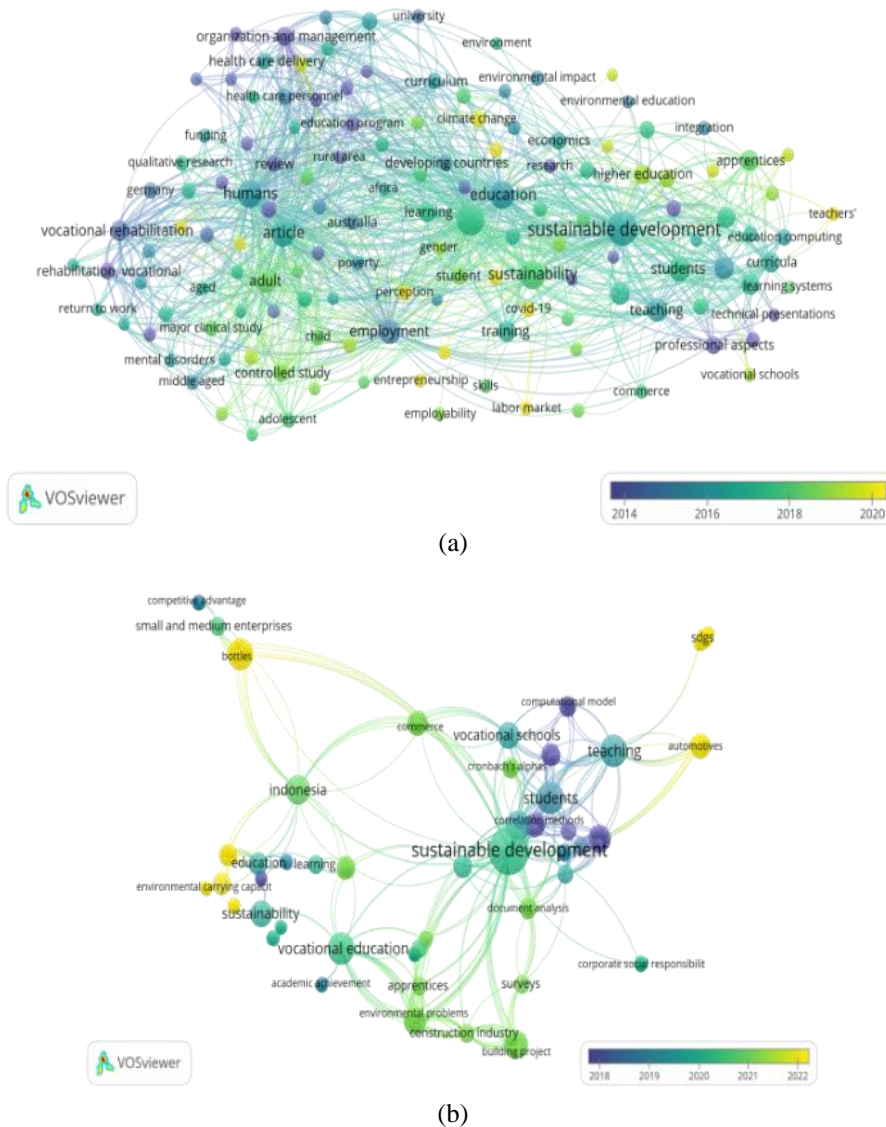 university
organization and management
environment
health care delivery
curriculum
environmental impact
health care personnel
environmental education
education program
climate change
funding
economics
integration
qualitative research
review
rural area
developing countries
research
higher education
apprentices
germany
humans
africa
education
learning
teachers'
vocational rehabilitation
article
australia
sustainable development
education computing
gender
rehabilitation, vocational
poverty
student
sustainability
students
curricula
aged
adult
perception
learning systems
return to work
covid-19
teaching
technical presentations
major clinical study
child
employment
training
professional aspects
mental disorders
middle aged
controlled study
entrepreneurship
skills
commerce
vocational schools
adolescent
employability
labor market
VOSviewer
2014 2016 2018 2020
(a)
competitive advantage
small and medium enterprises
bottles
sdgs
computational model
commerce
vocational schools
teaching
automotives
cronbach's alphas
indonesia
students
correlation methods
sustainable development
education
learning
environmental carrying capacit
sustainability
document analysis
vocational education
corporate social responsibilit
academic achievement
apprentices
surveys
environmental problems
construction industry
building project
VOSviewer
2018 2019 2020 2021 2022
(b)